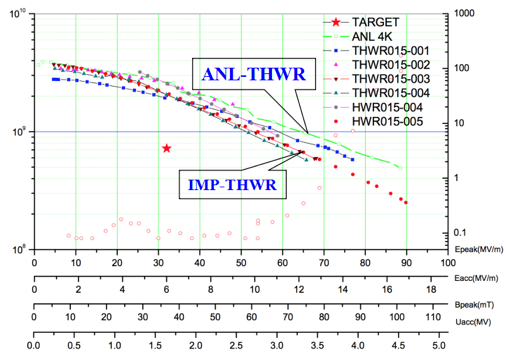 10^10
1000
TARGET
ANL 4K
THWR015-001
THWR015-002
THWR015-003
THWR015-004
HWR015-004
HWR015-005
100
ANL-THWR
10
10^9
1
IMP-THWR
0.1
10^8
Epeak(MV/m)
0 10 20 30 40 50 60 70 80 90 100
Eacc(MV/m)
0 2 4 6 8 10 12 14 16 18
Bpeak(mT)
0 10 20 30 40 50 60 70 80 90 100 110
Uacc(MV)
0.0 0.5 1.0 1.5 2.0 2.5 3.0 3.5 4.0 4.5 5.0